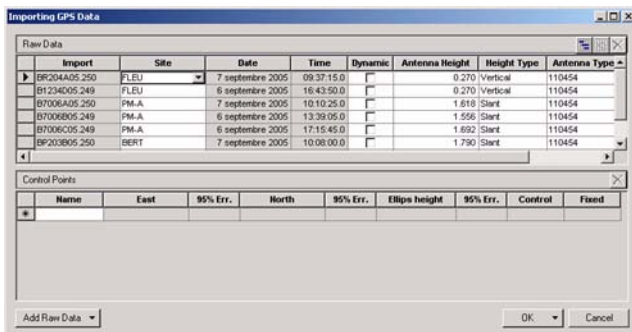 Importing GPS Data
Raw Data
Import Site Date Time Dynamic Antenna Height Height Type Antenna Type
BR204A05.250 FLEU 7 septembre 2005 09:37:15.0 0.270 Vertical 110454
B1234D05.249 FLEU 6 septembre 2005 16:43:50.0 0.270 Vertical 110454
B7006A05.250 PM-A 7 septembre 2005 10:10:25.0 1.618 Slant 110454
B7006B05.249 PM-A 6 septembre 2005 13:39:05.0 1.556 Slant 110454
B7006C05.249 PM-A 6 septembre 2005 17:15:45.0 1.692 Slant 110454
BP203B05.250 BERT 7 septembre 2005 10:08:00.0 1.790 Slant 110454
Control Points
Name East 95% Err. North 95% Err. Ellips height 95% Err. Control Fixed
Add Raw Data OK Cancel